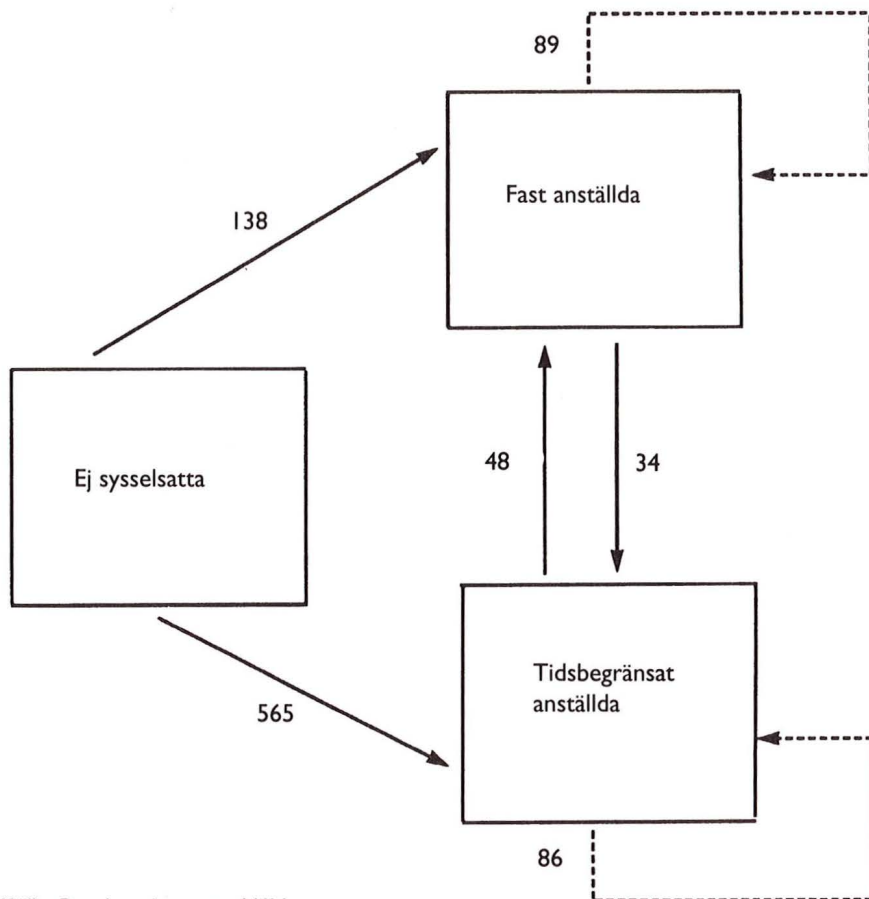 89
Fast anställda
138
Ej sysselsatta
48
34
Tidsbegränsat
anställda
565
86